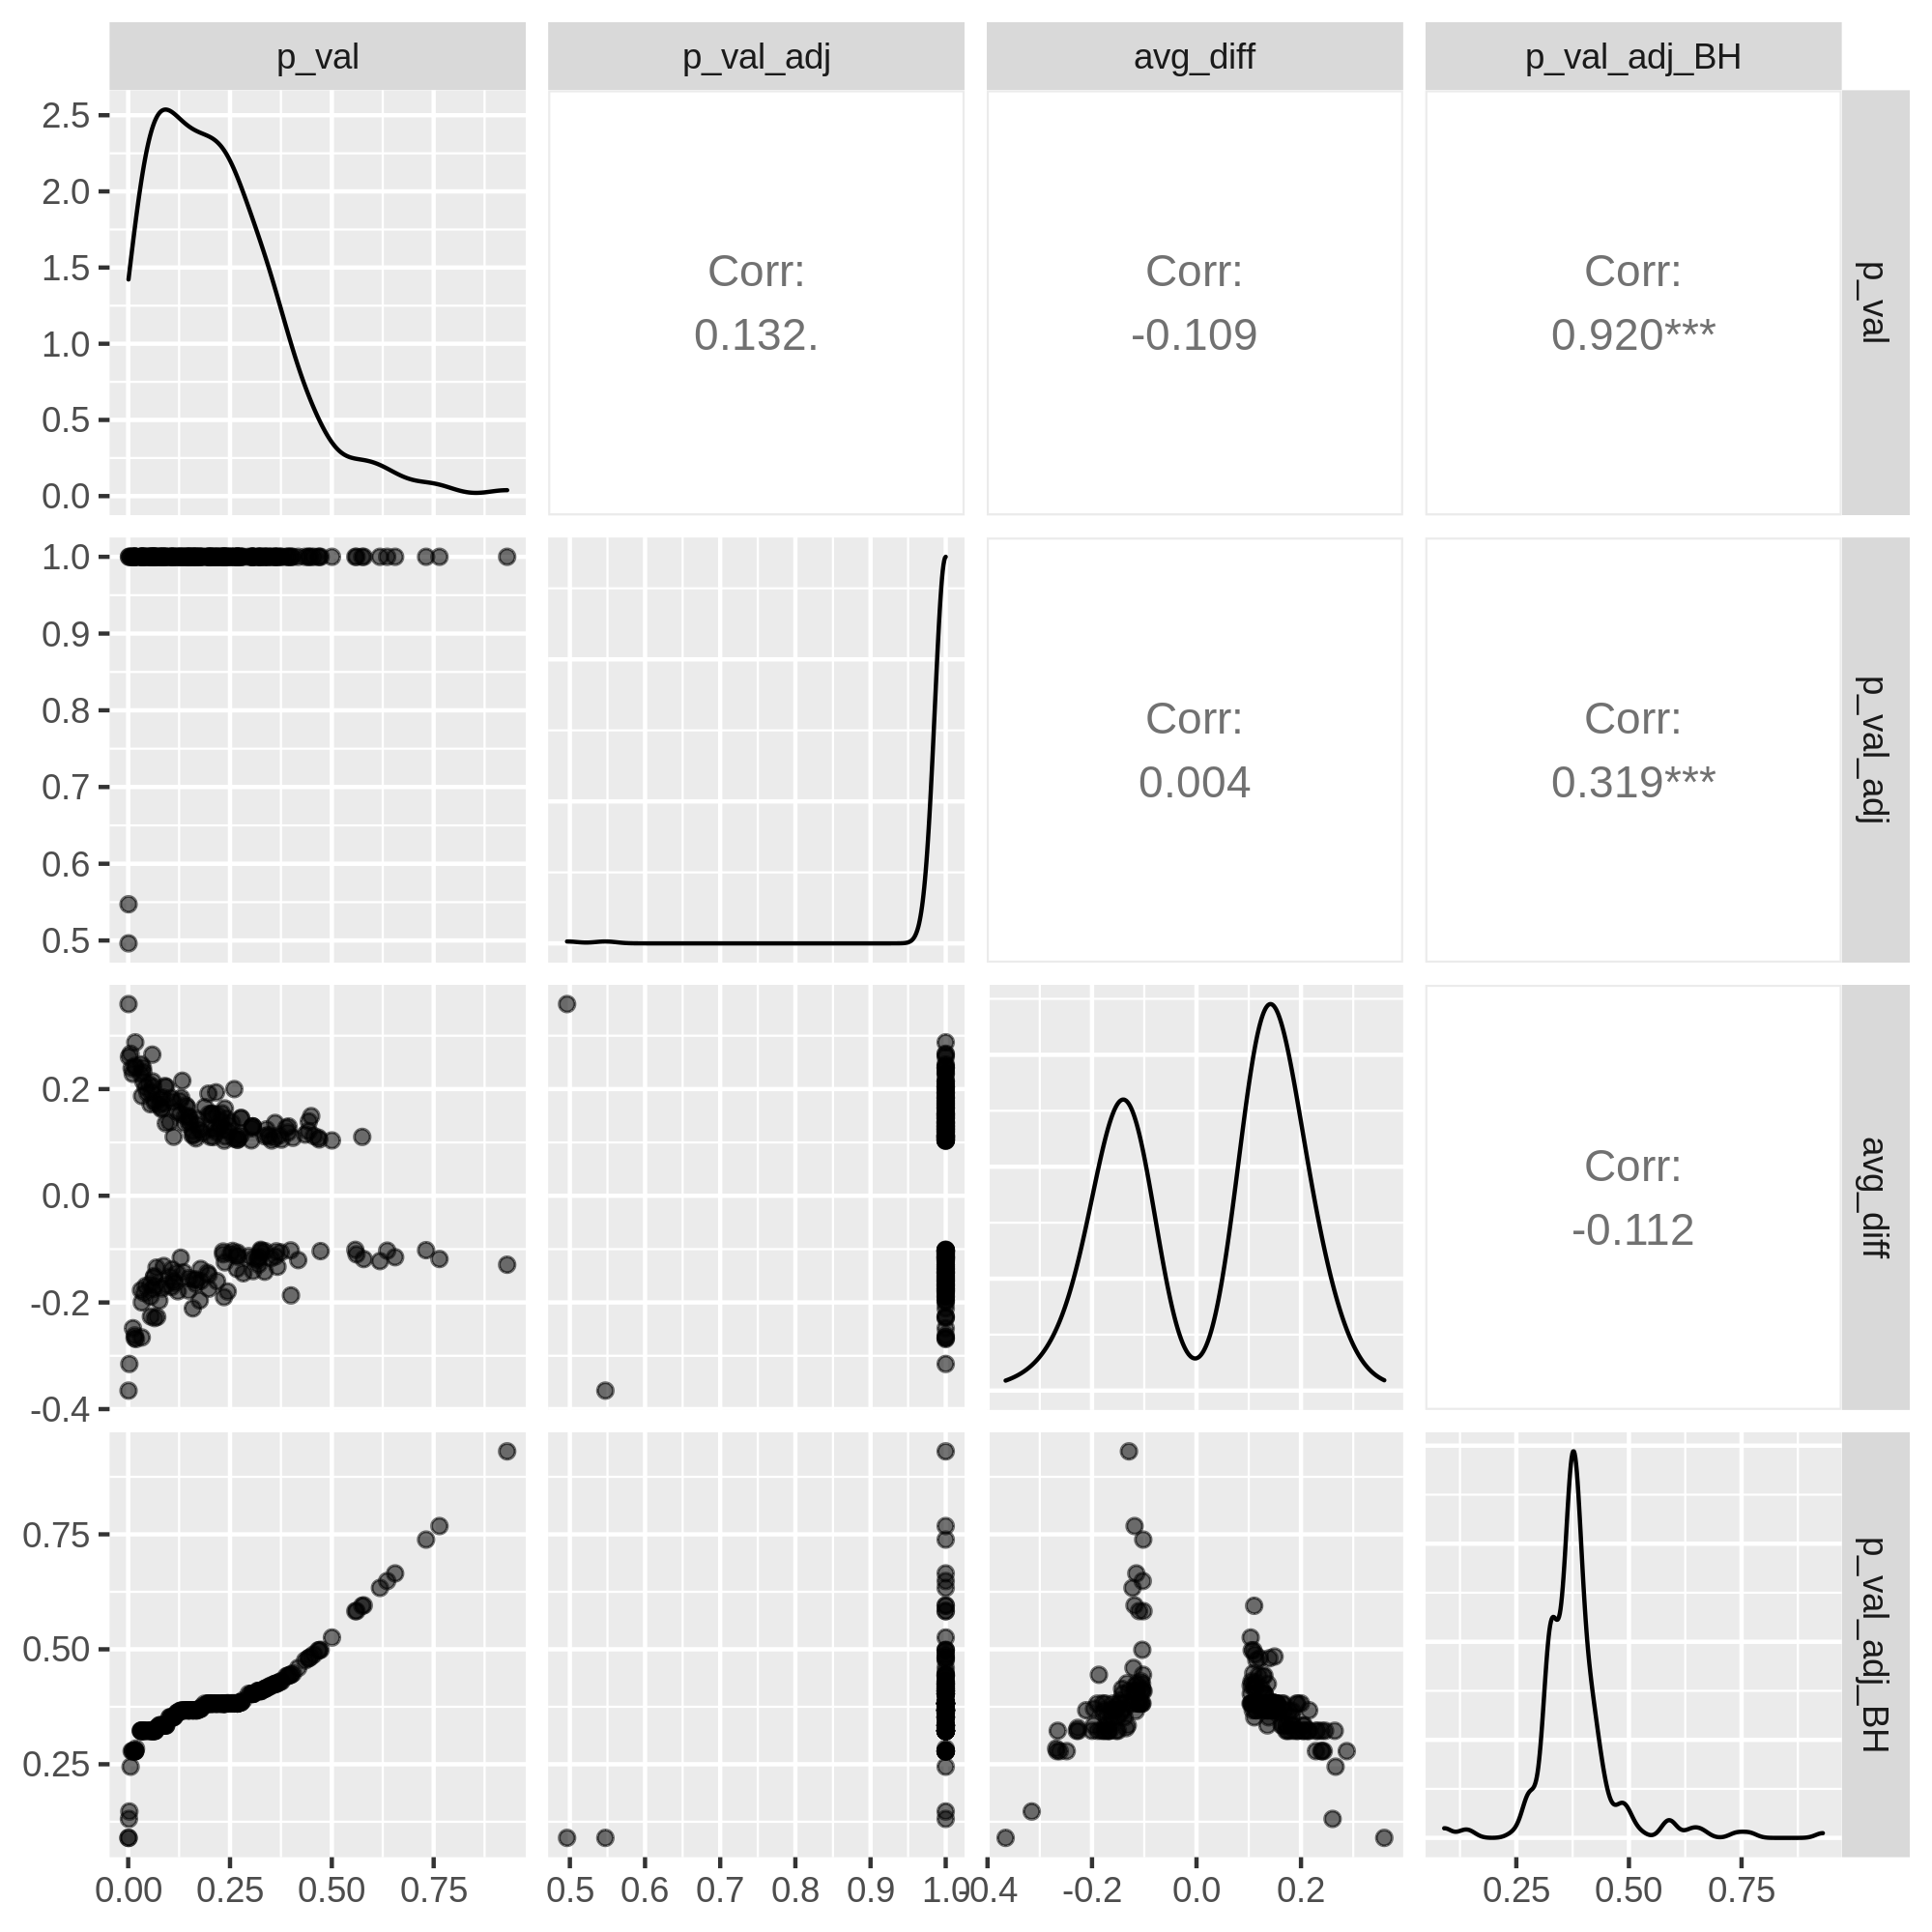 p_val p_val_adj avg_diff p_val_adj_BH
2.5
2.0
1.5
1.0
0.5
0.0
Corr:
0.132.
Corr:
-0.109
Corr:
0.920***
p_val
1.0
0.9
0.8
0.7
0.6
0.5
Corr:
0.004
Corr:
0.319***
p_val_adj
0.2
0.0
-0.2
-0.4
Corr:
-0.112
avg_diff
0.75
0.50
0.25
p_val_adj_BH
0.00 0.25 0.50 0.75
0.5 0.6 0.7 0.8 0.9 1.0
-0.4 -0.2 0.0 0.2
0.25 0.50 0.75